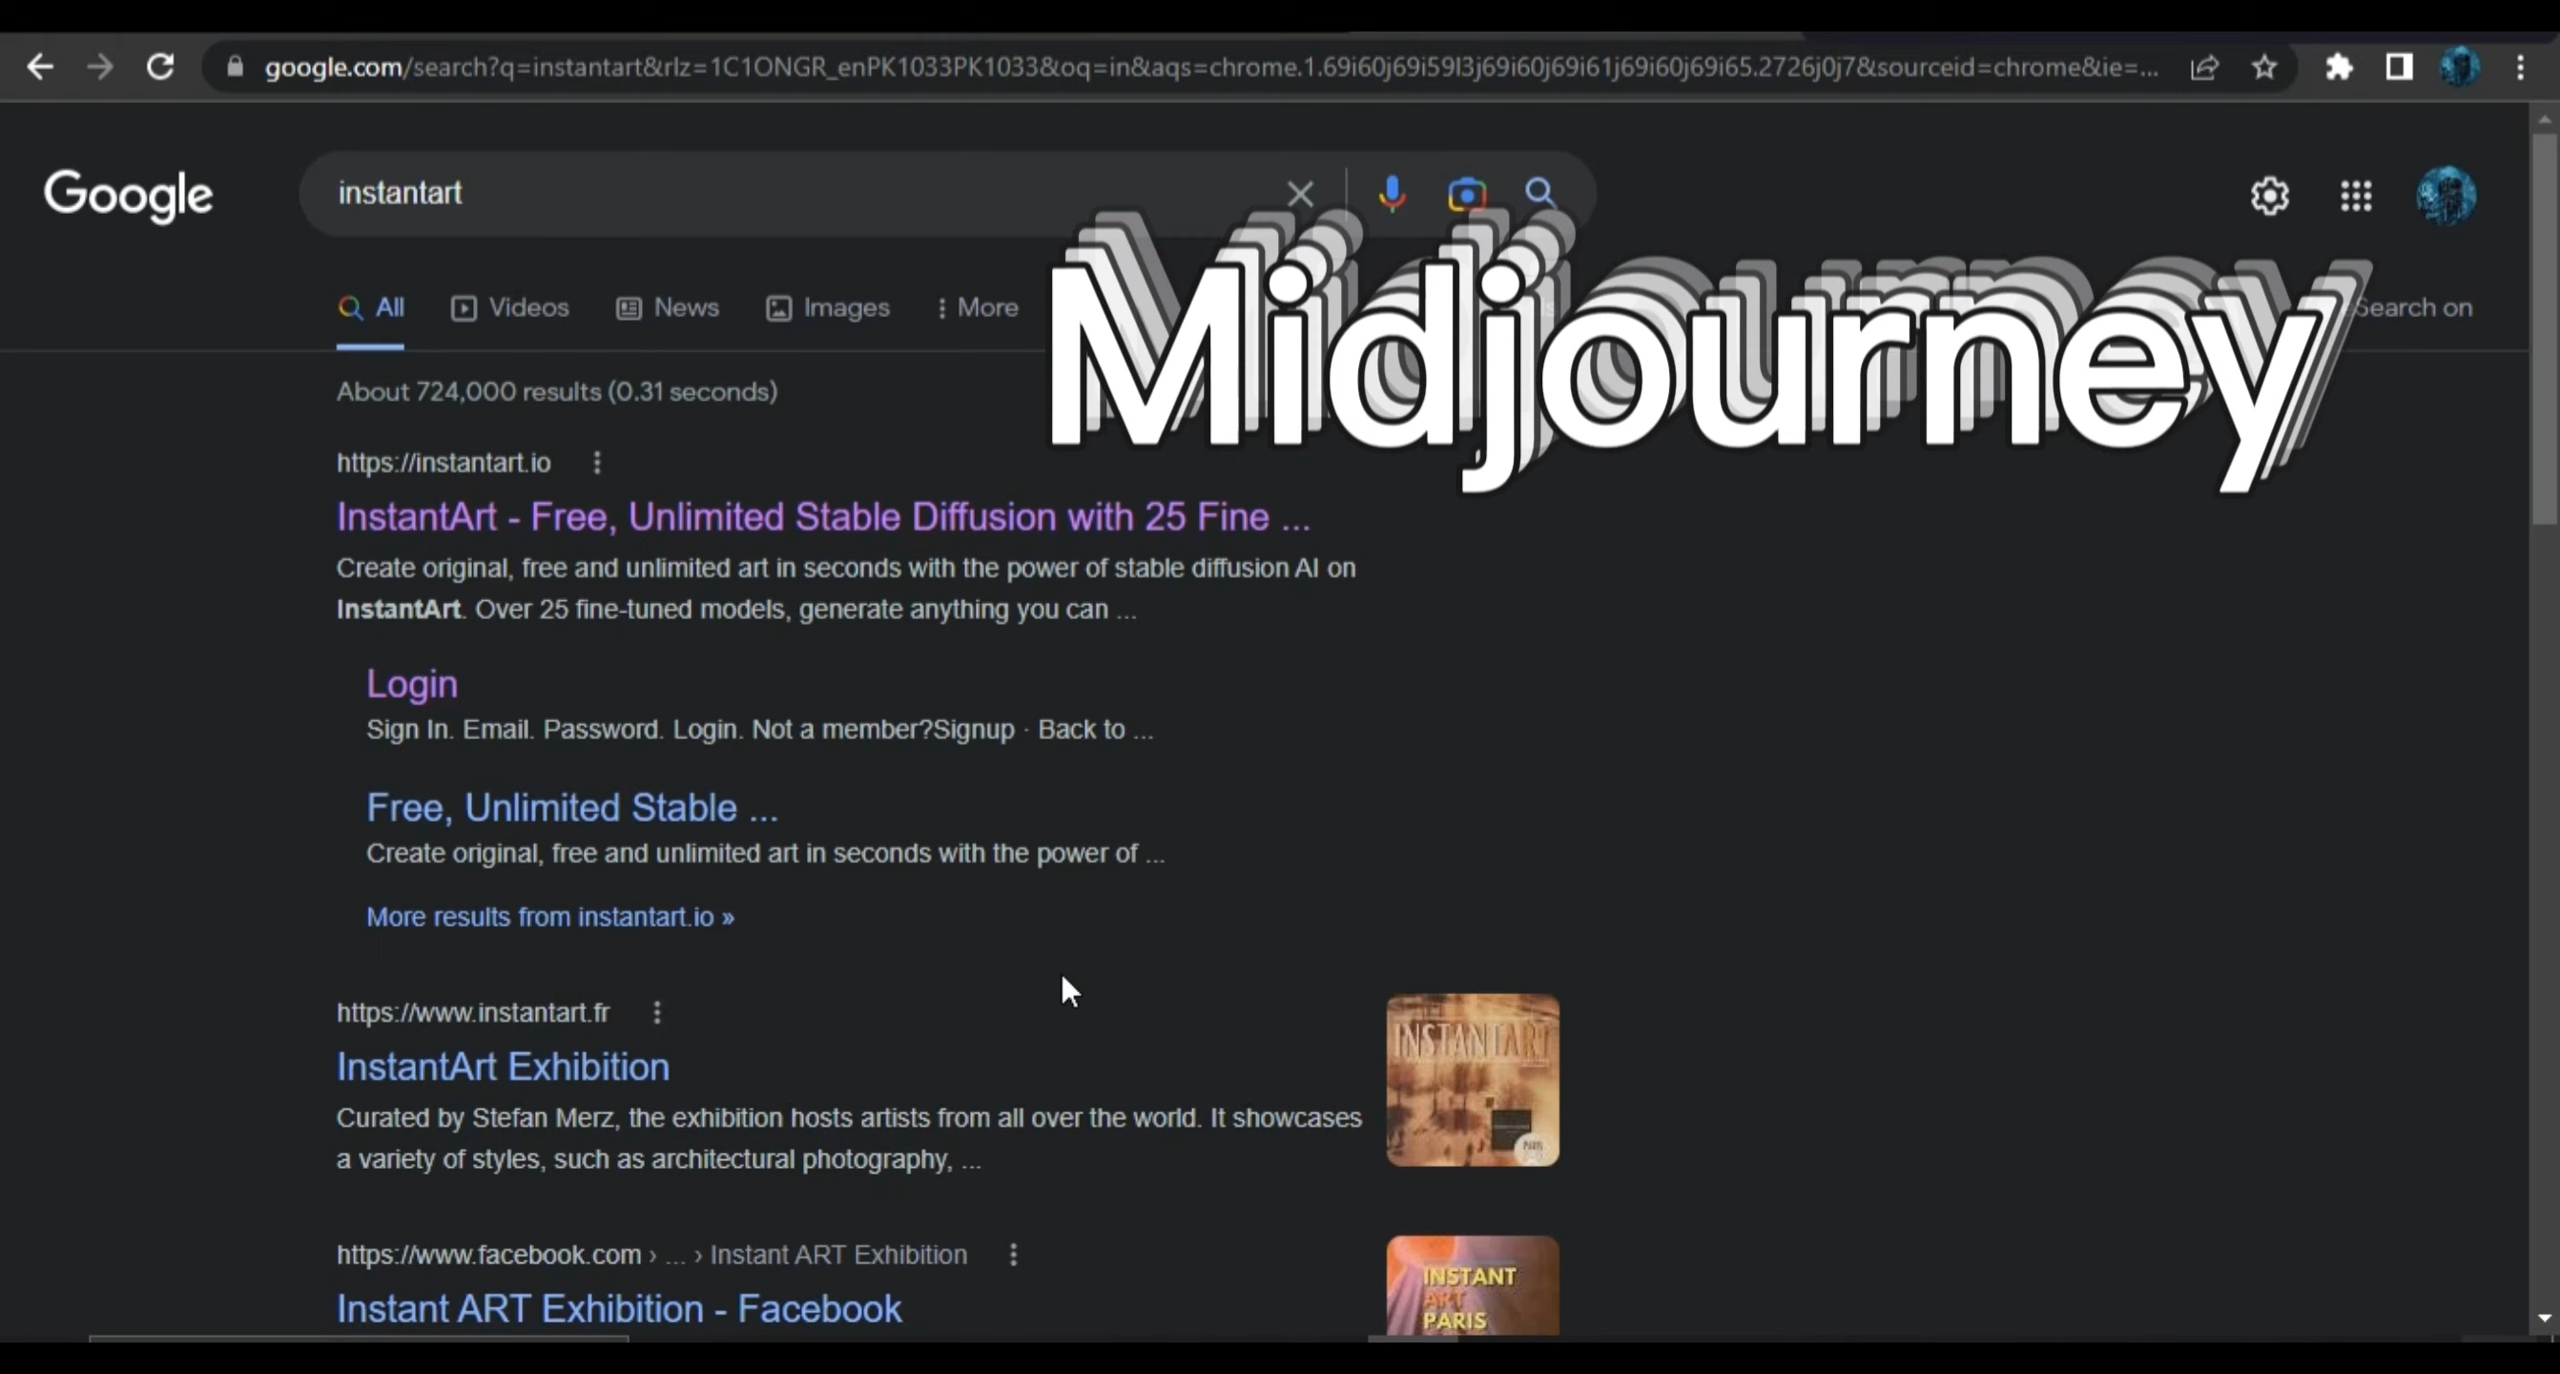 google.com/search?q=instantart&rlz=1C1ONGR_enPK1033PK1033&oq=in&aqs=chrome.1.69i60j69i59l3j69i60j69i61j69i60j69i65.2726j0j7&sourceid=chrome&ie=...
Google
instantart
All
Videos
News
Images
More
Search on
Midjourney
About 724,000 results (0.31 seconds)
https://instantart.io
InstantArt - Free, Unlimited Stable Diffusion with 25 Fine ...
Create original, free and unlimited art in seconds with the power of stable diffusion AI on
InstantArt. Over 25 fine-tuned models, generate anything you can ...
Login
Sign In. Email. Password. Login. Not a member?Signup · Back to ...
Free, Unlimited Stable ...
Create original, free and unlimited art in seconds with the power of ...
More results from instantart.io »
https://www.instantart.fr
InstantArt Exhibition
Curated by Stefan Merz, the exhibition hosts artists from all over the world. It showcases
a variety of styles, such as architectural photography, ...
INSTANTART
PARIS
https://www.facebook.com › ... › Instant ART Exhibition
Instant ART Exhibition - Facebook
INSTANT
ART
PARIS